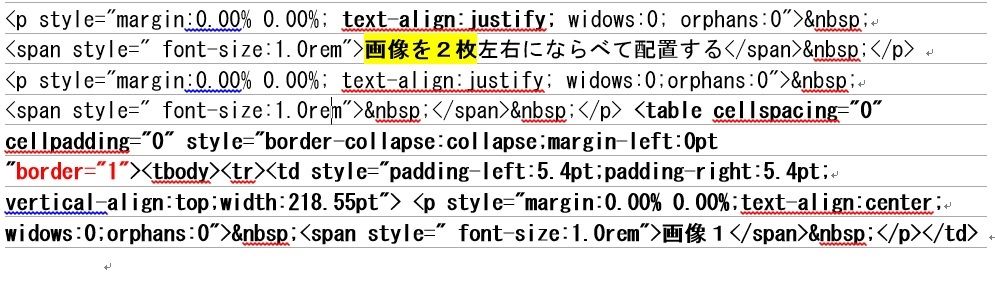 <p style="margin:0.00% 0.00%; text-align:justify; widows:0; orphans:0">&nbsp;
<span style=" font-size:1.0rem">画像を２枚左右にならべて配置する</span>&nbsp;</p>
<p style="margin:0.00% 0.00%; text-align:justify; widows:0;orphans:0">&nbsp;
<span style=" font-size:1.0rem">&nbsp;</span>&nbsp;</p> <table cellspacing="0"
cellpadding="0" style="border-collapse:collapse;margin-left:0pt
"border="1"><tbody><tr><td style="padding-left:5.4pt;padding-right:5.4pt;
vertical-align:top;width:218.55pt"> <p style="margin:0.00% 0.00%;text-align:center;
widows:0;orphans:0">&nbsp;<span style=" font-size:1.0rem">画像１</span>&nbsp;</p></td>